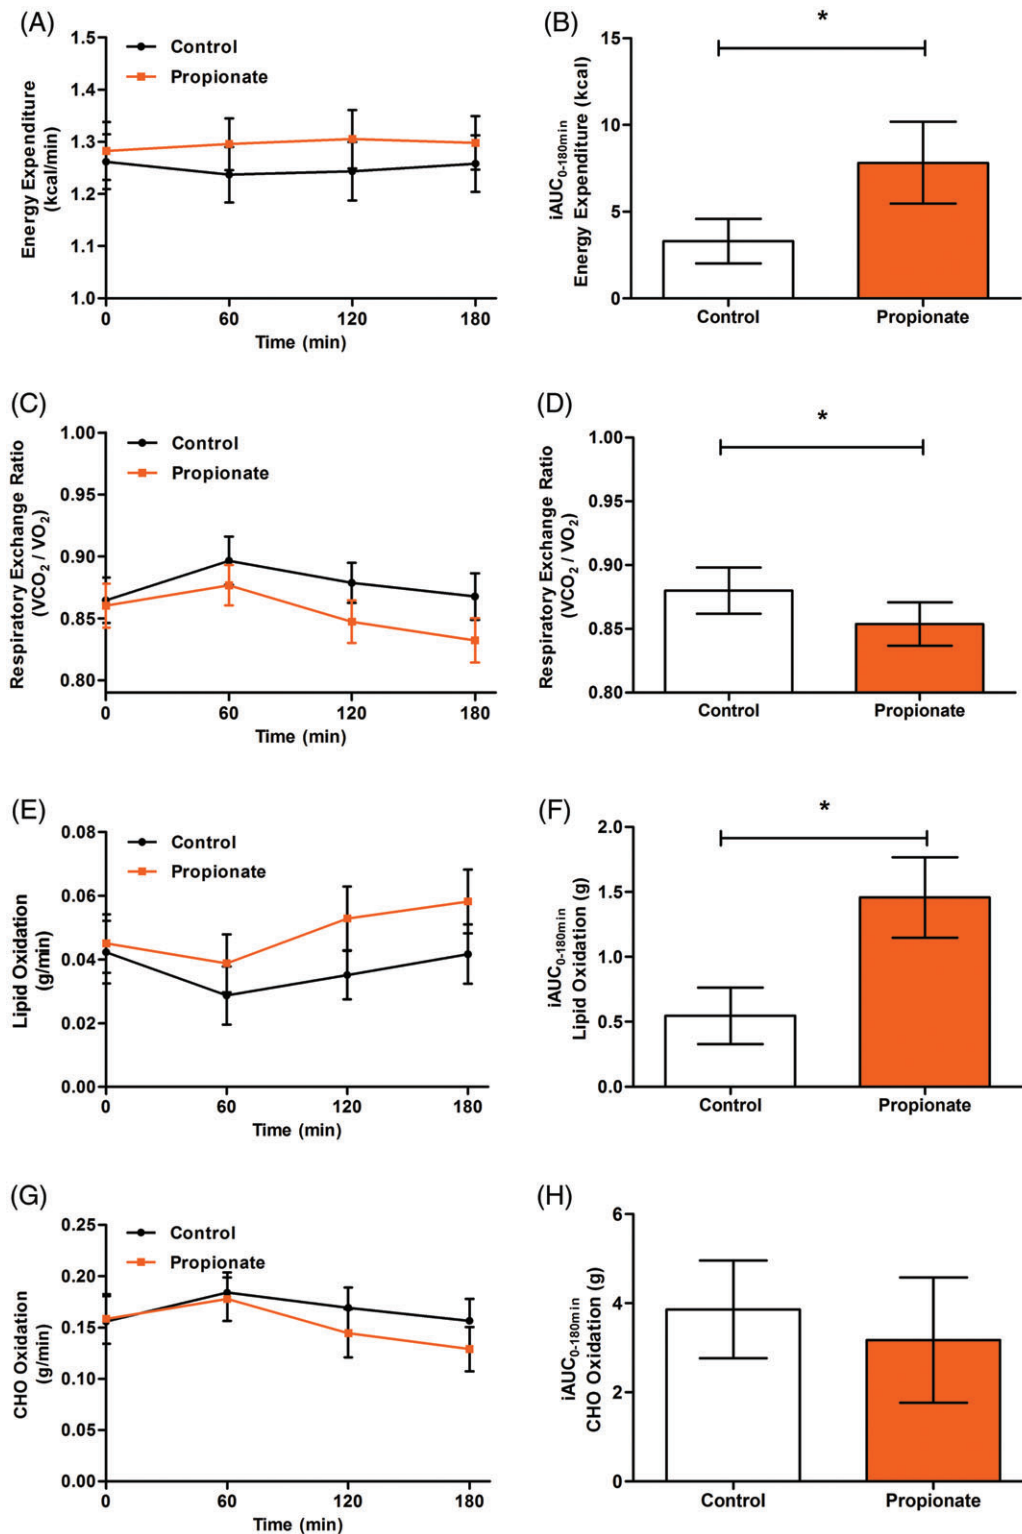 (A)
1.5
1.4
1.3
1.2
1.1
1.0
Energy Expenditure
(kcal/min)
Control
Propionate
0 60 120 180
Time (min)
(B)
*
15
10
5
0
iAUC0-180min
Energy Expenditure (kcal)
Control Propionate
(C)
1.00
0.95
0.90
0.85
0.80
Respiratory Exchange Ratio
(VCO2 / VO2)
Control
Propionate
0 60 120 180
Time (min)
(D)
*
1.00
0.95
0.90
0.85
0.80
Respiratory Exchange Ratio
(VCO2 / VO2)
Control Propionate
(E)
0.08
0.06
0.04
0.02
0.00
Lipid Oxidation
(g/min)
Control
Propionate
0 60 120 180
Time (min)
(F)
*
2.0
1.5
1.0
0.5
0.0
iAUC0-180min
Lipid Oxidation (g)
Control Propionate
(G)
0.25
0.20
0.15
0.10
0.05
0.00
CHO Oxidation
(g/min)
Control
Propionate
0 60 120 180
Time (min)
(H)
6
4
2
0
iAUC0-180min
CHO Oxidation (g)
Control Propionate